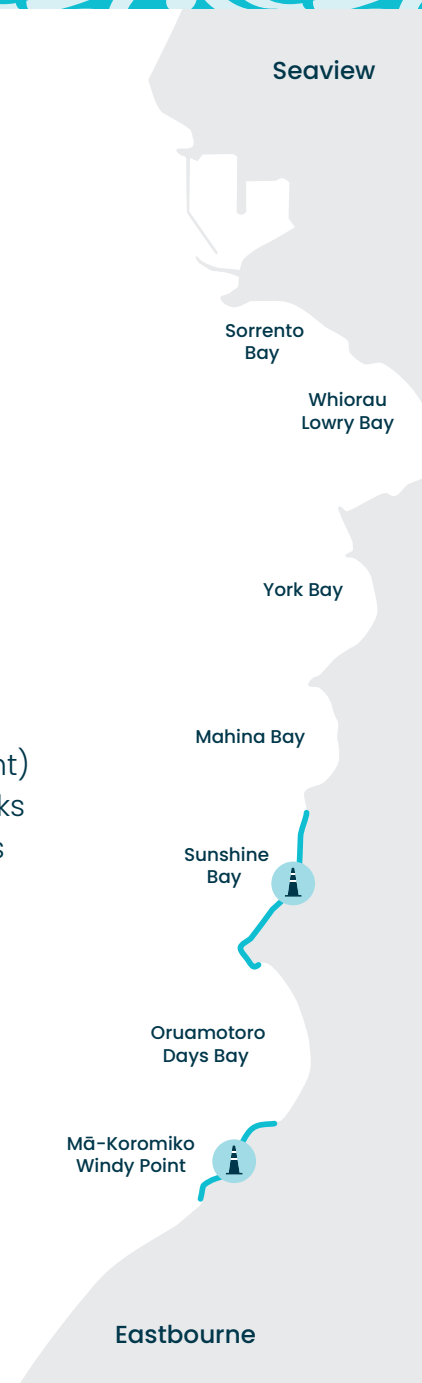 Seaview
Sorrento
Bay
Whiorau
Lowry Bay
York Bay
Mahina Bay
Sunshine
Bay
Oruamotoro
Days Bay
Mā-Koromiko
Windy Point
Eastbourne